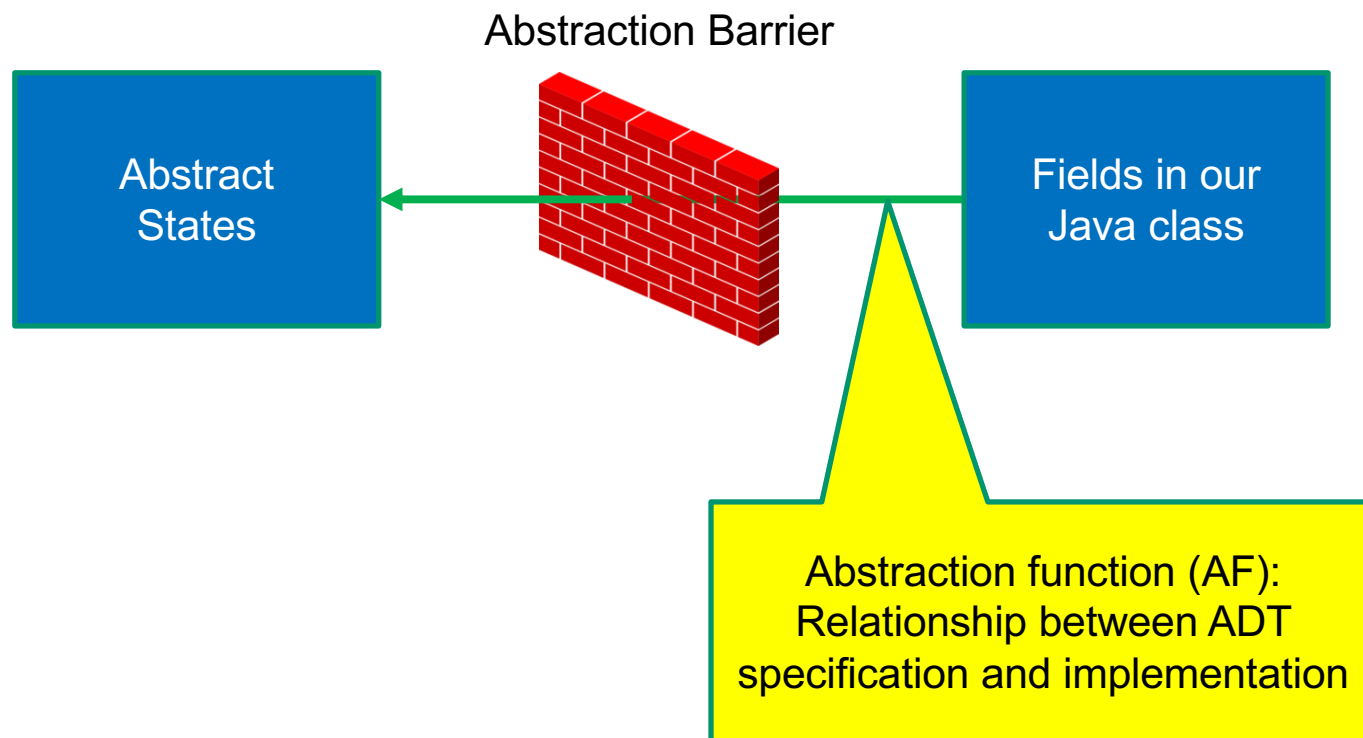 Abstraction Barrier
Abstract
States
Fields in our
Java class
Abstraction function (AF):
Relationship between ADT
specification and implementation